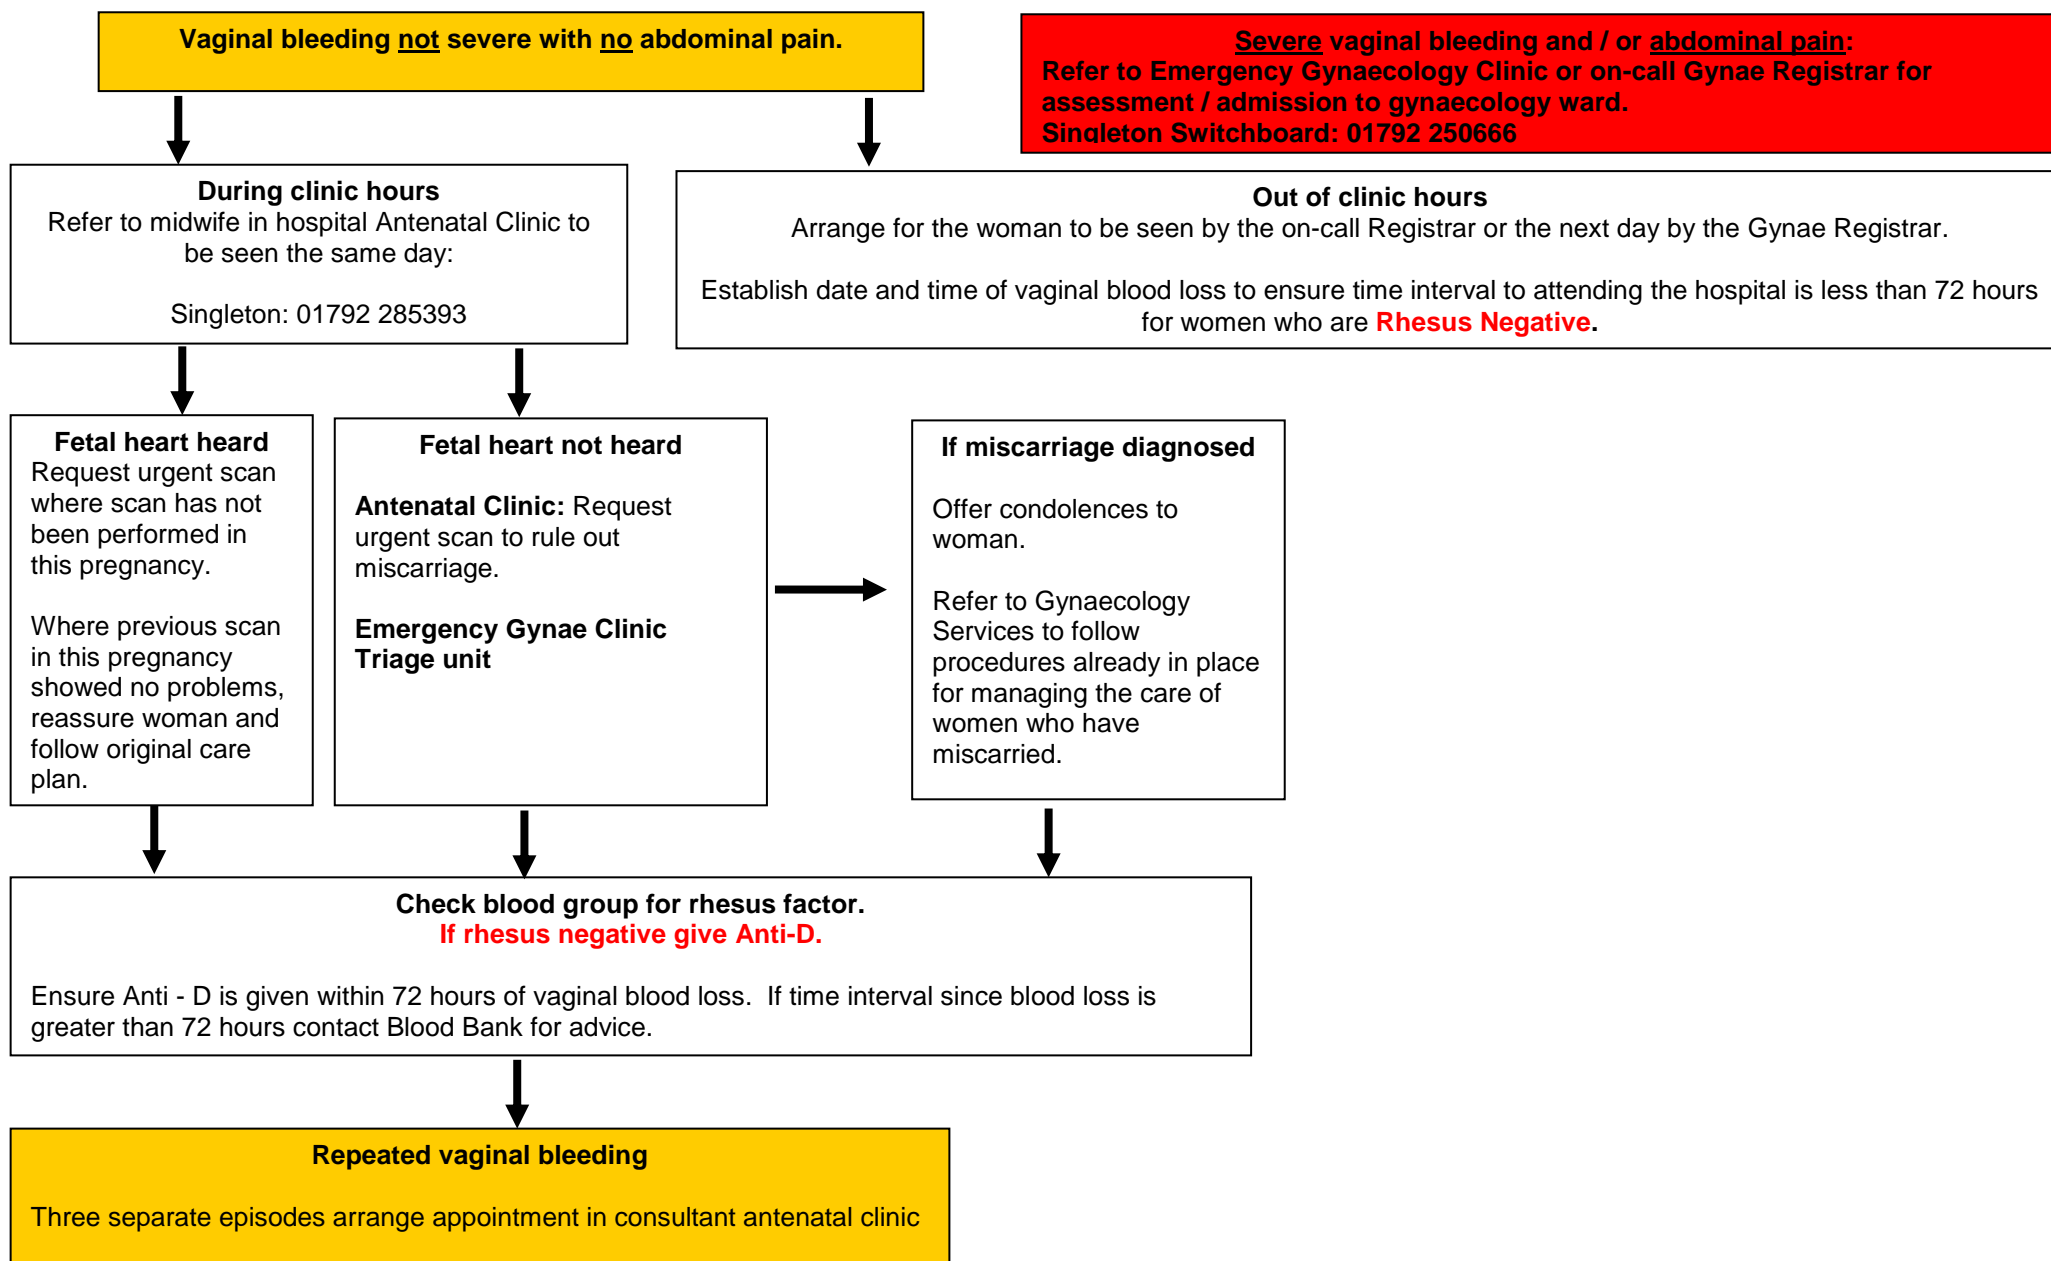 Vaginal bleeding not severe with no abdominal pain.
Severe vaginal bleeding and / or abdominal pain:
Refer to Emergency Gynaecology Clinic or on-call Gynae Registrar for
assessment / admission to gynaecology ward.
Singleton Switchboard: 01792 250666
During clinic hours
Refer to midwife in hospital Antenatal Clinic to
be seen the same day:
Singleton: 01792 285393
Out of clinic hours
Arrange for the woman to be seen by the on-call Registrar or the next day by the Gynae Registrar.
Establish date and time of vaginal blood loss to ensure time interval to attending the hospital is less than 72 hours
for women who are Rhesus Negative.
Fetal heart heard
Request urgent scan
where scan has not
been performed in
this pregnancy.
Where previous scan
in this pregnancy
showed no problems,
reassure woman and
follow original care
plan.
Fetal heart not heard
Antenatal Clinic: Request
urgent scan to rule out
miscarriage.
Emergency Gynae Clinic
Triage unit
If miscarriage diagnosed
Offer condolences to
woman.
Refer to Gynaecology
Services to follow
procedures already in place
for managing the care of
women who have
miscarried.
Check blood group for rhesus factor.
If rhesus negative give Anti-D.
Ensure Anti - D is given within 72 hours of vaginal blood loss.  If time interval since blood loss is
greater than 72 hours contact Blood Bank for advice.
Repeated vaginal bleeding
Three separate episodes arrange appointment in consultant antenatal clinic